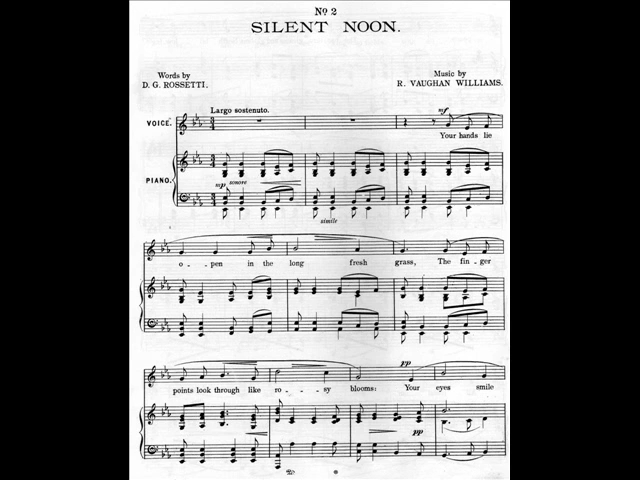 No. 2
SILENT NOON.
Words by
D. G. ROSSETTI.
Music by
R. VAUGHAN WILLIAMS.
Largo sostenuto.
VOICE.
mf
Your hands lie
PIANO.
mp sonore
simile
o - - pen in the long fresh grass, The fin - ger
points look through like ro - - sy blooms: Your eyes smile
pp
pp